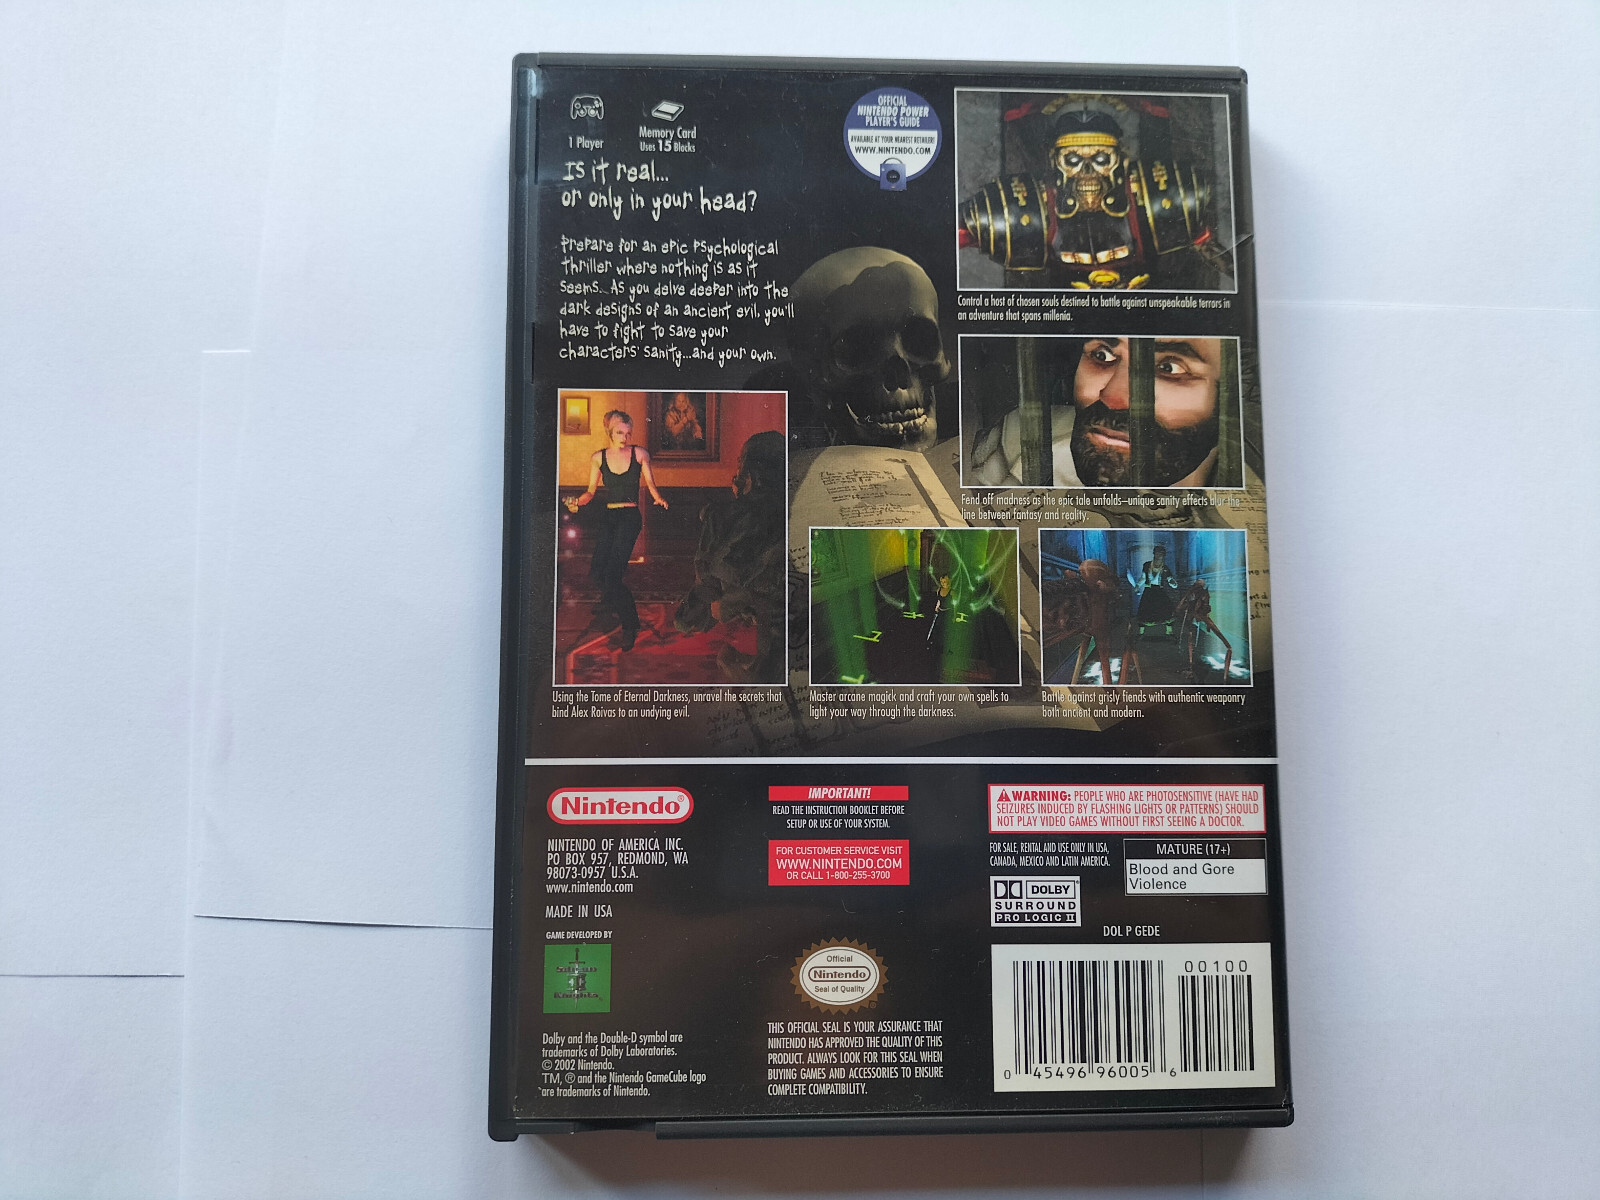 1 Player
Memory Card
Uses 15 Blocks
OFFICIAL
NINTENDO POWER
PLAYER'S GUIDE
AVAILABLE AT YOUR NEAREST RETAILER!
WWW.NINTENDO.COM
Is it real...
or only in your head?
Prepare for an epic psychological
thriller where nothing is as it
seems. As you delve deeper into the
dark designs of an ancient evil, you'll
have to fight to save your
characters' sanity...and your own.
Control a host of chosen souls destined to battle against unspeakable terrors in
an adventure that spans millenia.
Fend off madness as the epic tale unfolds—unique sanity effects blur the
line between fantasy and reality.
Using the Tome of Eternal Darkness, unravel the secrets that
bind Alex Roivas to an undying evil.
Master arcane magick and craft your own spells to
light your way through the darkness.
Battle against grisly fiends with authentic weaponry
both ancient and modern.
Nintendo®
NINTENDO OF AMERICA INC.
PO BOX 957, REDMOND, WA
98073-0957 U.S.A.
www.nintendo.com
MADE IN USA
GAME DEVELOPED BY
Silicon
Knights
Dolby and the Double-D symbol are
trademarks of Dolby Laboratories.
© 2002 Nintendo.
TM, ® and the Nintendo GameCube logo
are trademarks of Nintendo.
IMPORTANT!
READ THE INSTRUCTION BOOKLET BEFORE
SETUP OR USE OF YOUR SYSTEM.
FOR CUSTOMER SERVICE VISIT
WWW.NINTENDO.COM
OR CALL 1-800-255-3700
Official
Nintendo
Seal of Quality
THIS OFFICIAL SEAL IS YOUR ASSURANCE THAT
NINTENDO HAS APPROVED THE QUALITY OF THIS
PRODUCT. ALWAYS LOOK FOR THIS SEAL WHEN
BUYING GAMES AND ACCESSORIES TO ENSURE
COMPLETE COMPATIBILITY.
WARNING: PEOPLE WHO ARE PHOTOSENSITIVE (HAVE HAD
SEIZURES INDUCED BY FLASHING LIGHTS OR PATTERNS) SHOULD
NOT PLAY VIDEO GAMES WITHOUT FIRST SEEING A DOCTOR.
FOR SALE, RENTAL AND USE ONLY IN USA,
CANADA, MEXICO AND LATIN AMERICA.
MATURE (17+)
Blood and Gore
Violence
DOLBY
SURROUND
PRO LOGIC II
DOL P GEDE
00100
0 45496 96005 6